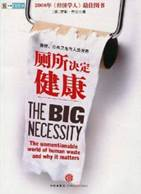 2008年《经济学人》最佳图书
厕所决定
健康
THE BIG
NECESSITY
The unmentionable
world of human waste
and why it matters